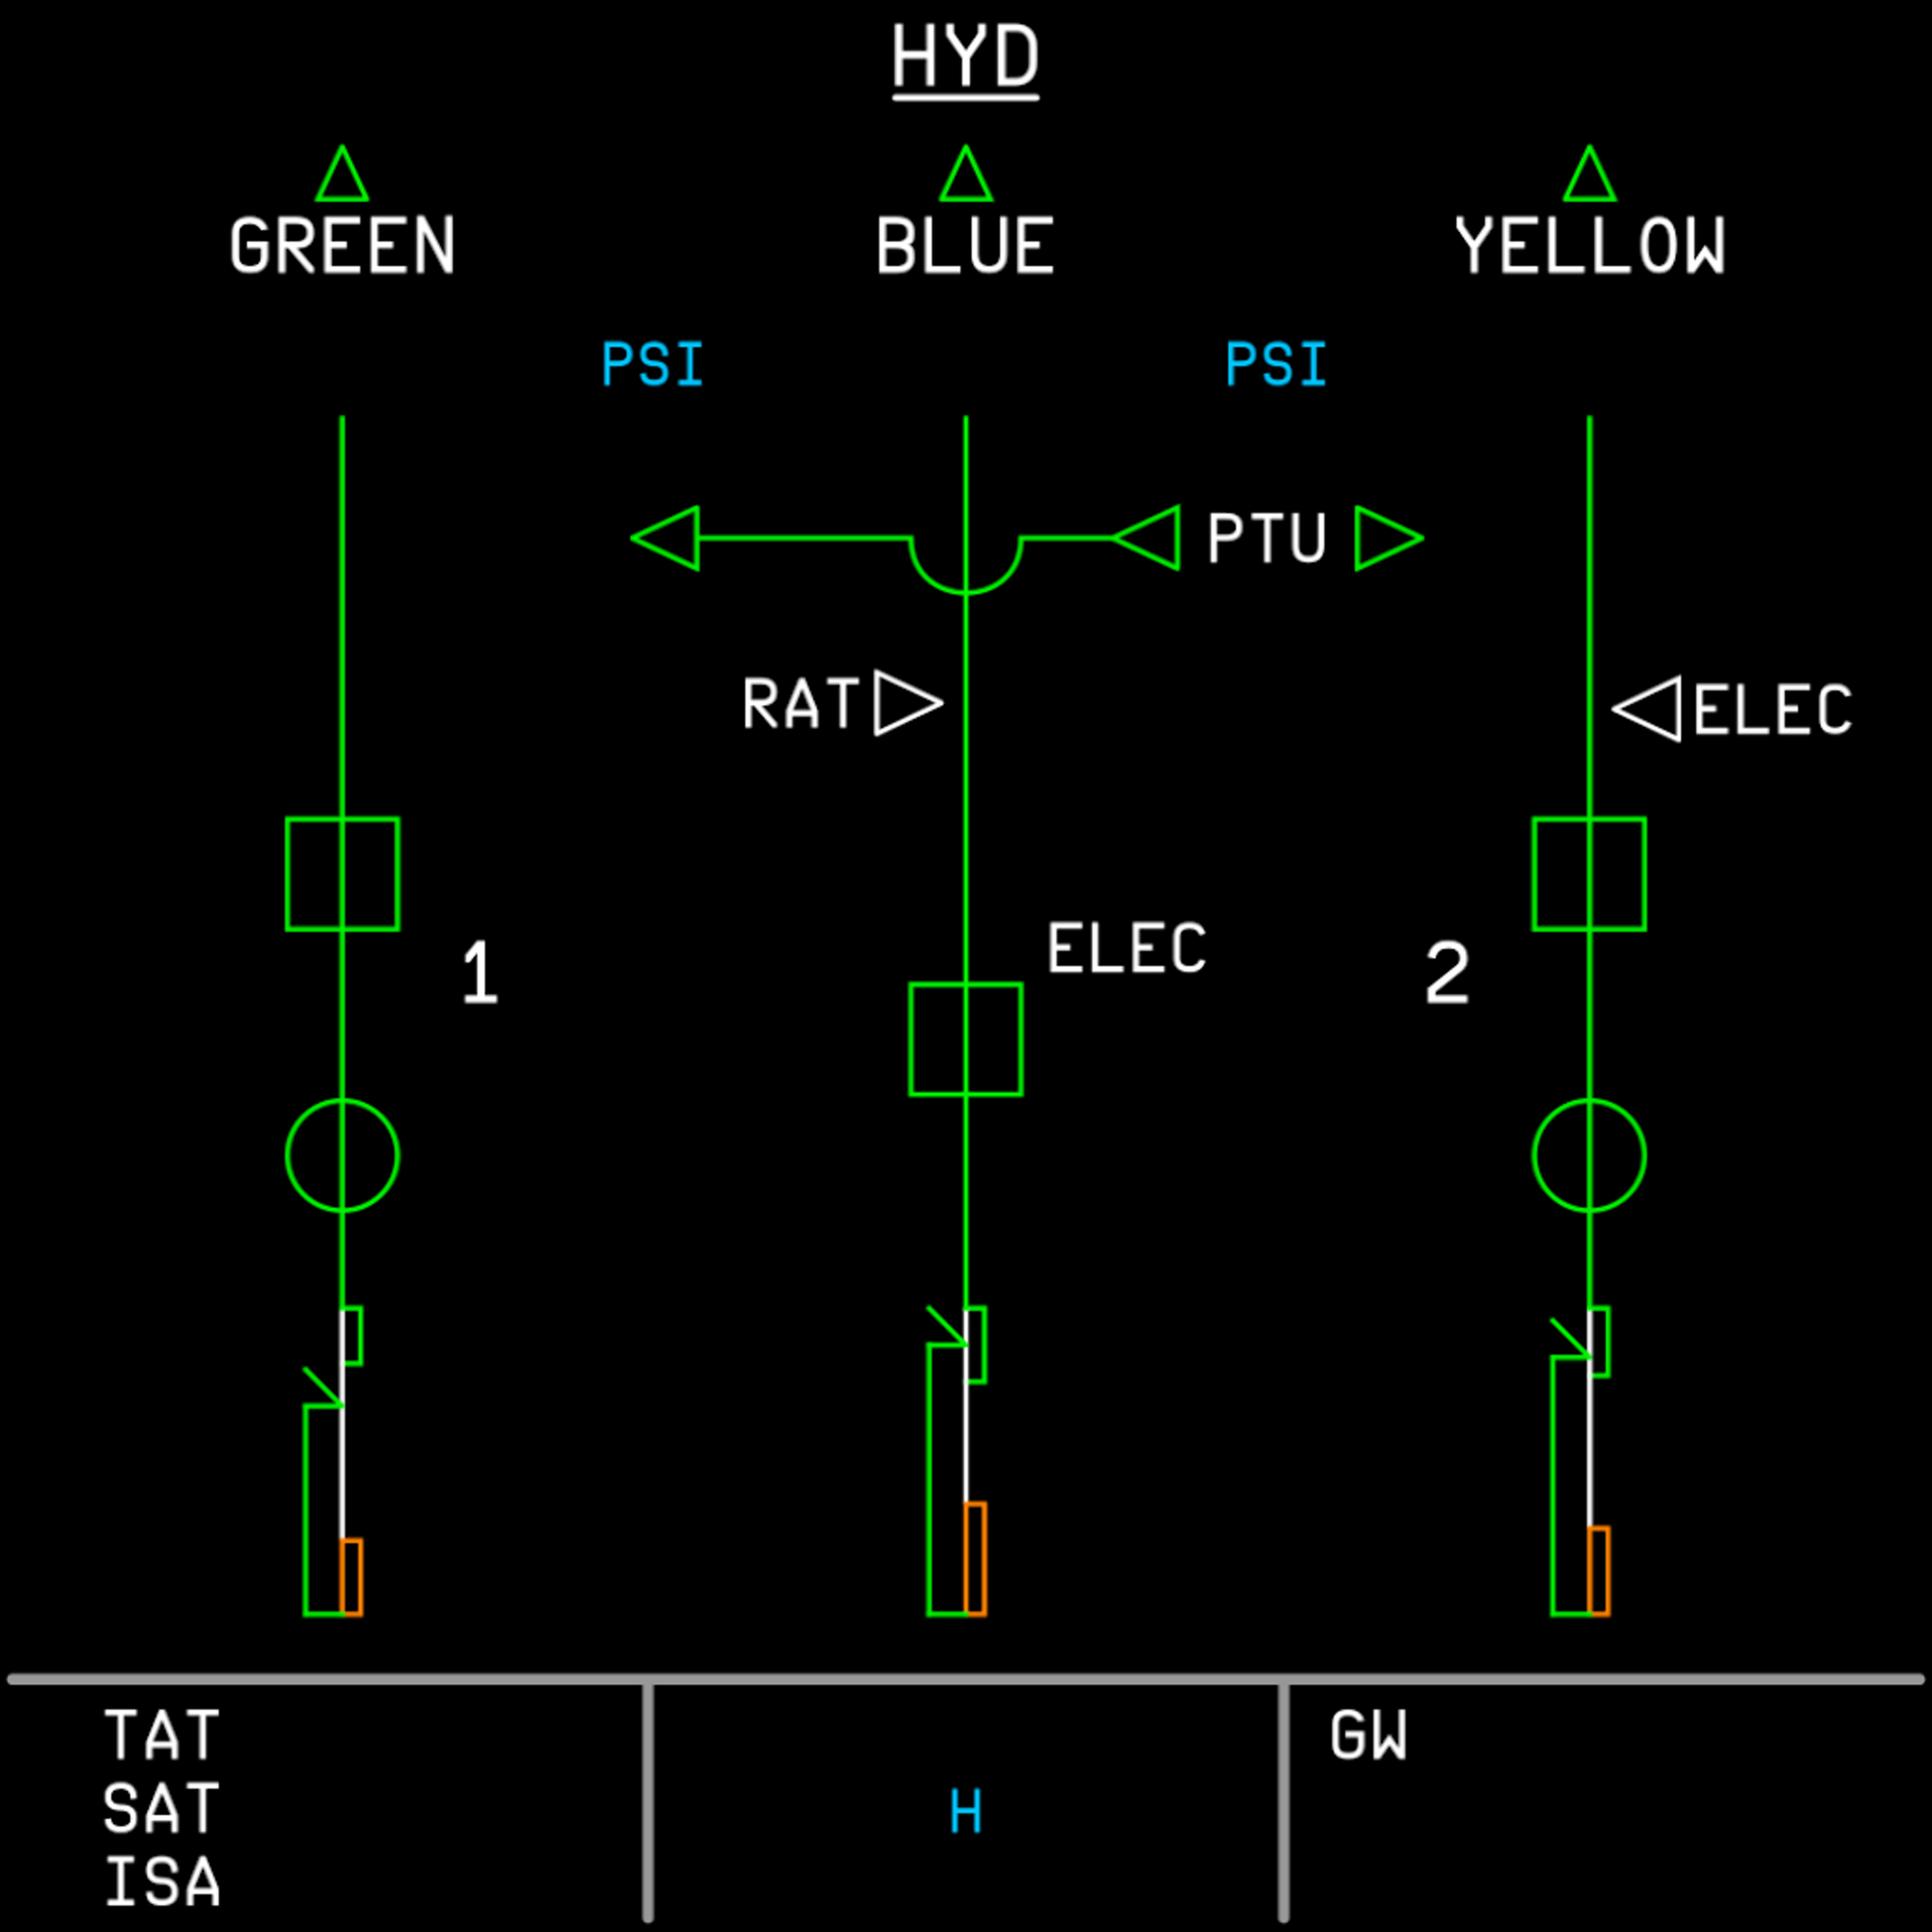 HYD
GREEN BLUE YELLOW
PSI PSI
PTU
RAT ELEC
ELEC
1 2
TAT GW
SAT H
ISA